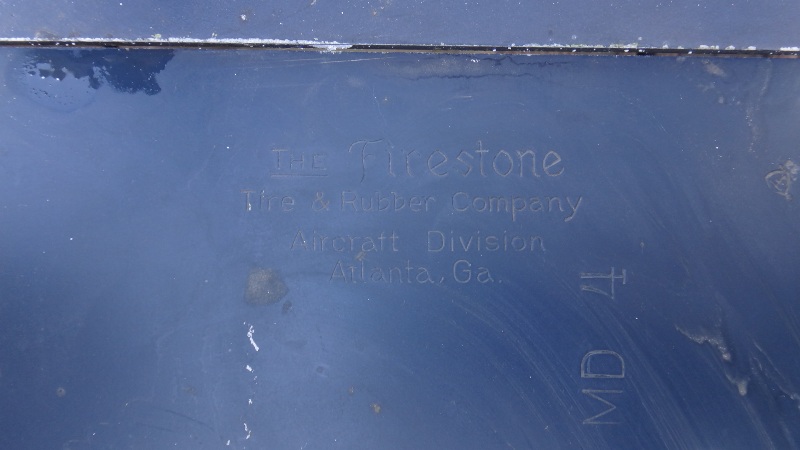 THE Firestone
Tire & Rubber Company
Aircraft Division
Atlanta, Ga.
MD 4